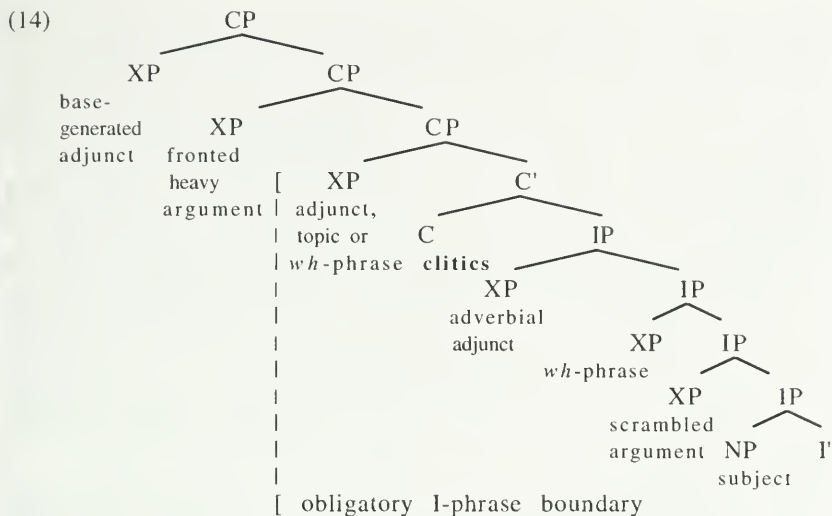 (14) CP
XP CP
base-
generated XP CP
adjunct fronted
heavy [ XP C'
argument adjunct,
topic or C IP
wh-phrase clitics
XP IP
adverbial
adjunct XP IP
wh-phrase
XP IP
scrambled
argument NP I'
subject
[ obligatory I-phrase boundary